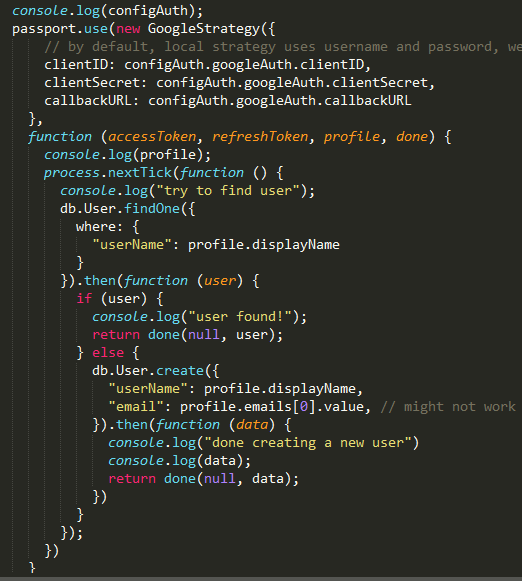 console.log(configAuth);
passport.use(new GoogleStrategy({
// by default, local strategy uses username and password, we
clientID: configAuth.googleAuth.clientID,
clientSecret: configAuth.googleAuth.clientSecret,
callbackURL: configAuth.googleAuth.callbackURL
},
function (accessToken, refreshToken, profile, done) {
console.log(profile);
process.nextTick(function () {
console.log("try to find user");
db.User.findOne({
where: {
"userName": profile.displayName
}
}).then(function (user) {
if (user) {
console.log("user found!");
return done(null, user);
} else {
db.User.create({
"userName": profile.displayName,
"email": profile.emails[0].value, // might not work
}).then(function (data) {
console.log("done creating a new user")
console.log(data);
return done(null, data);
})
}
});
})
}